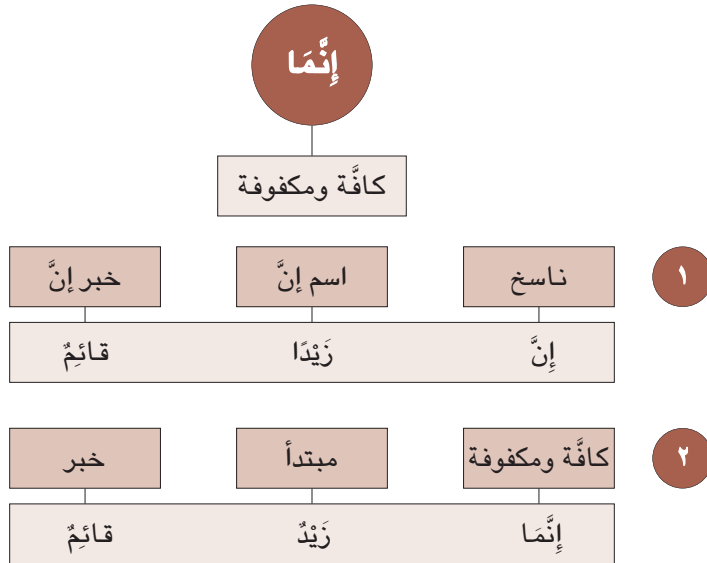 إِنَّمَا
كافَّة ومكفوفة
١
ناسخ اسم إنَّ خبر إنَّ
إِنَّ زَيْدًا قائِمٌ
٢
كافَّة ومكفوفة مبتدأ خبر
إِنَّمَا زَيْدٌ قائِمٌ